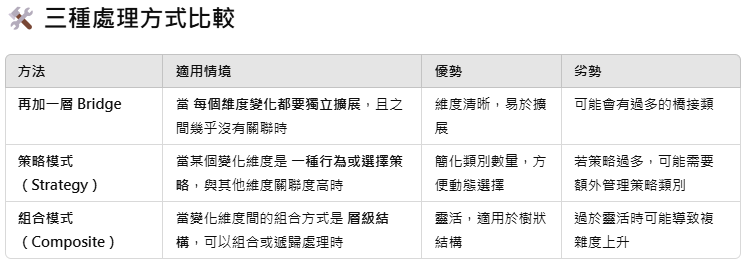 🛠️ 三種處理方式比較
方法
適用情境
優勢
劣勢
再加一層 Bridge
當 每個維度變化都要獨立擴展，且之
間幾乎沒有關聯時
維度清晰，易於擴
展
可能會有過多的橋接類
策略模式
（Strategy）
當某個變化維度是 一種行為或選擇策
略，與其他維度關聯度高時
簡化類別數量，方
便動態選擇
若策略過多，可能需要
額外管理策略類別
組合模式
（Composite）
當變化維度間的組合方式是 層級結
構，可以組合或遞歸處理時
靈活，適用於樹狀
結構
過於靈活時可能導致複
雜度上升